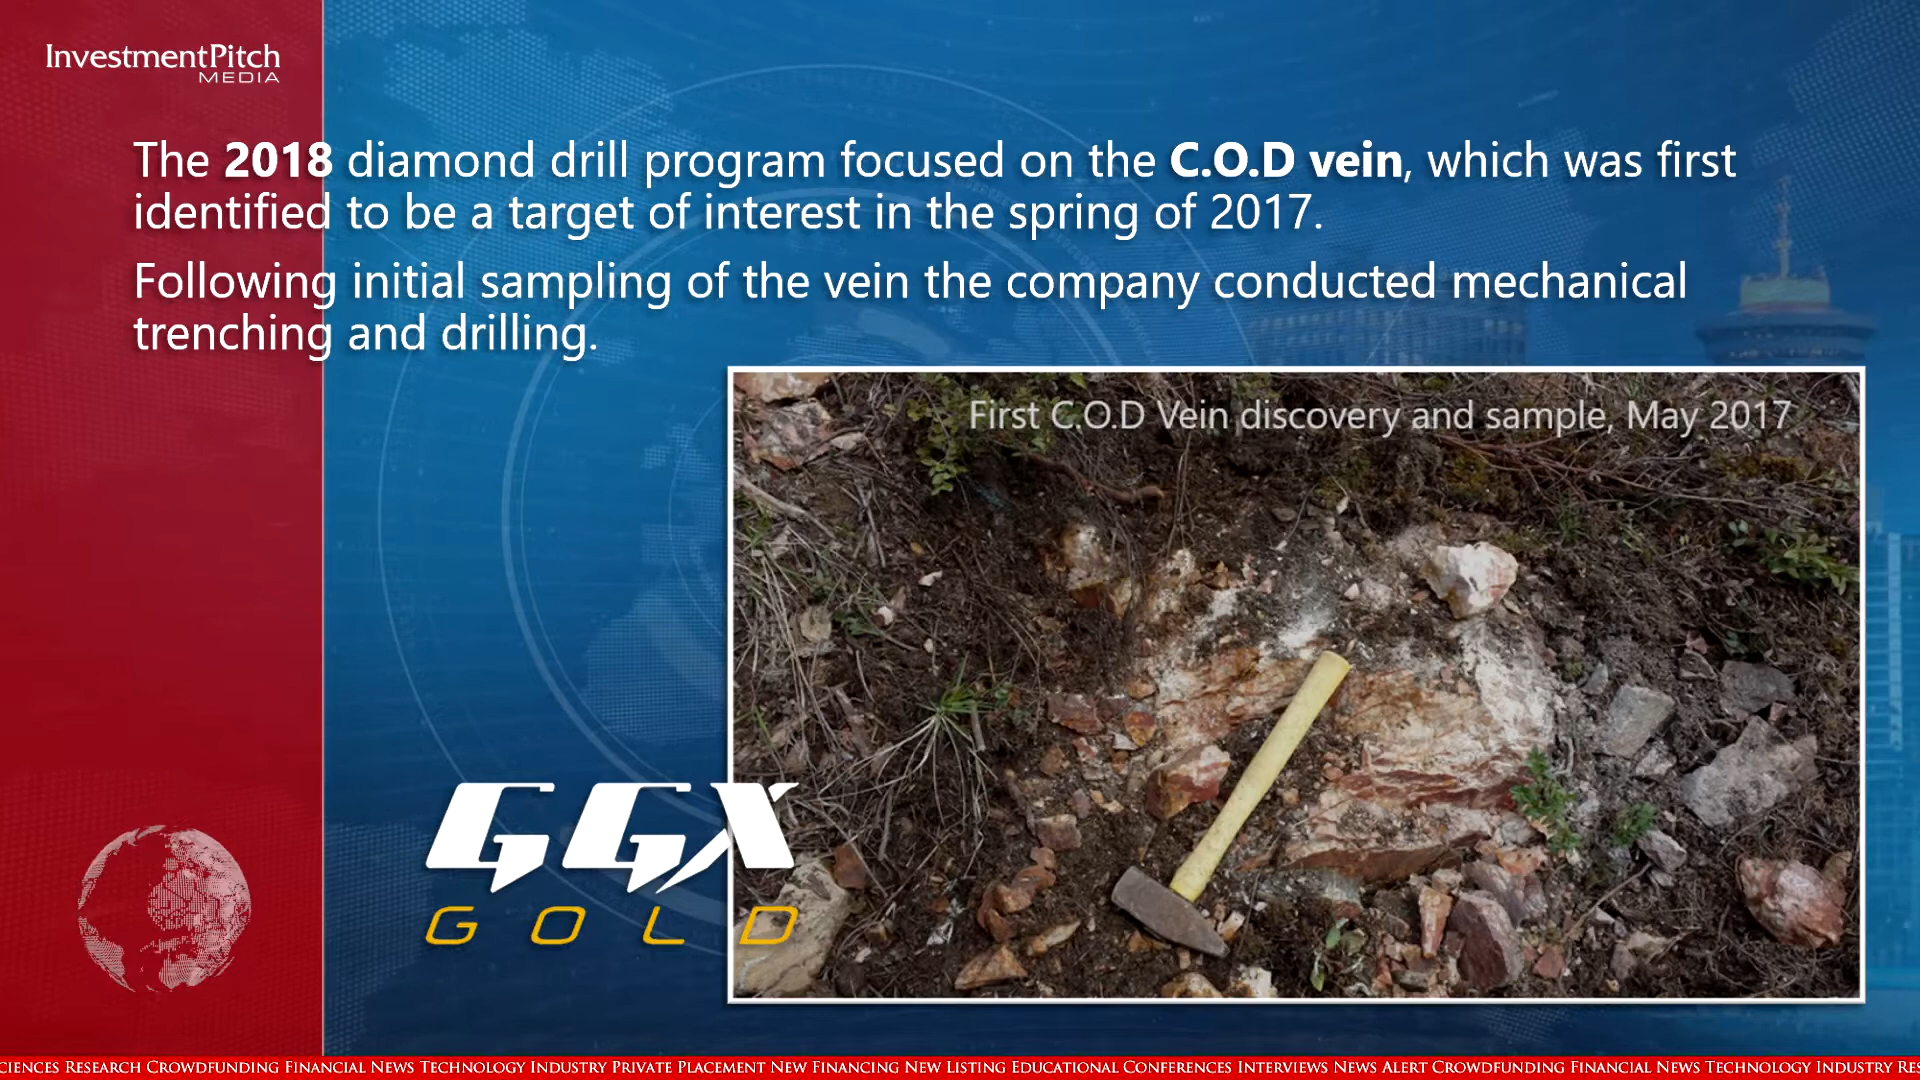 InvestmentPitch
MEDIA
The 2018 diamond drill program focused on the C.O.D vein, which was first
identified to be a target of interest in the spring of 2017.
Following initial sampling of the vein the company conducted mechanical
trenching and drilling.
First C.O.D Vein discovery and sample, May 2017
GGX
GOLD
CIENCES RESEARCH CROWDFUNDING FINANCIAL NEWS TECHNOLOGY INDUSTRY PRIVATE PLACEMENT NEW FINANCING NEW LISTING EDUCATIONAL CONFERENCES INTERVIEWS NEWS ALERT CROWDFUNDING FINANCIAL NEWS TECHNOLOGY INDUSTRY RES